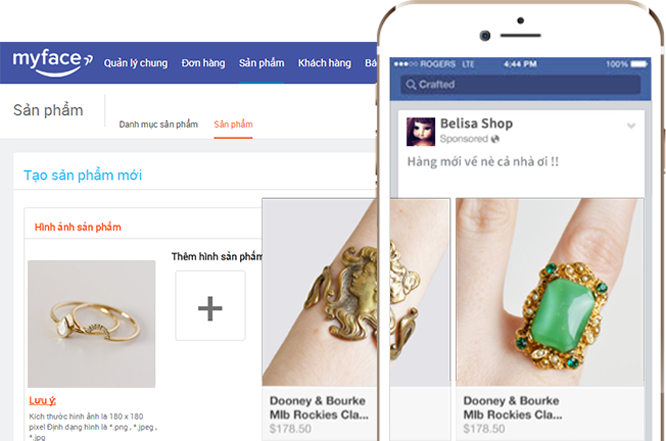 myface
Quản lý chung
Đơn hàng
Sản phẩm
Khách hàng
Sản phẩm
Danh mục sản phẩm
Sản phẩm
Tạo sản phẩm mới
Hình ảnh sản phẩm
Thêm hình sản phẩm
Lưu ý:
Kích thước hình ảnh là 180 x 180
pixel Định dạng hình là *.png , *.jpeg ,
*.jpg
ROGERS LTE
4:44 PM
100%
Crafted
Belisa Shop
Sponsored
Hàng mới về nè cả nhà ơi !!
Dooney & Bourke
Mlb Rockies Cla...
$178.50
Dooney & Bourke
Mlb Rockies Cla...
$178.50